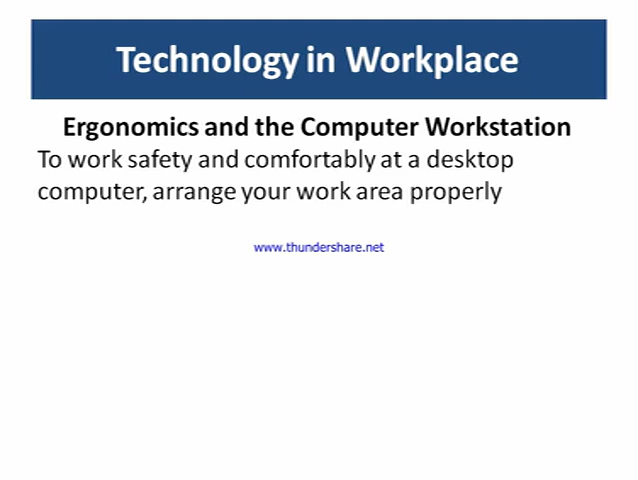 Technology in Workplace
Ergonomics and the Computer Workstation
To work safety and comfortably at a desktop
computer, arrange your work area properly
www.thundershare.net